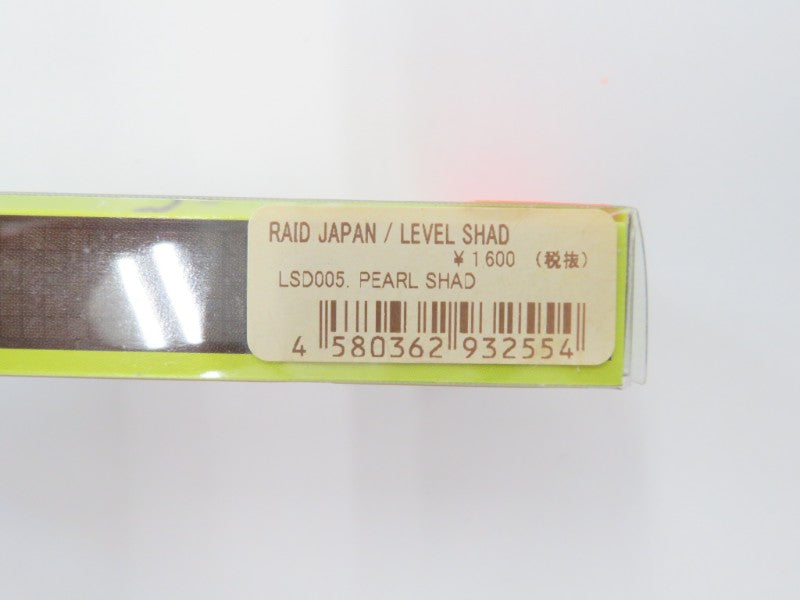 RAID JAPAN / LEVEL SHAD
¥1600 (税抜)
LSD005. PEARL SHAD
4 580362 932554